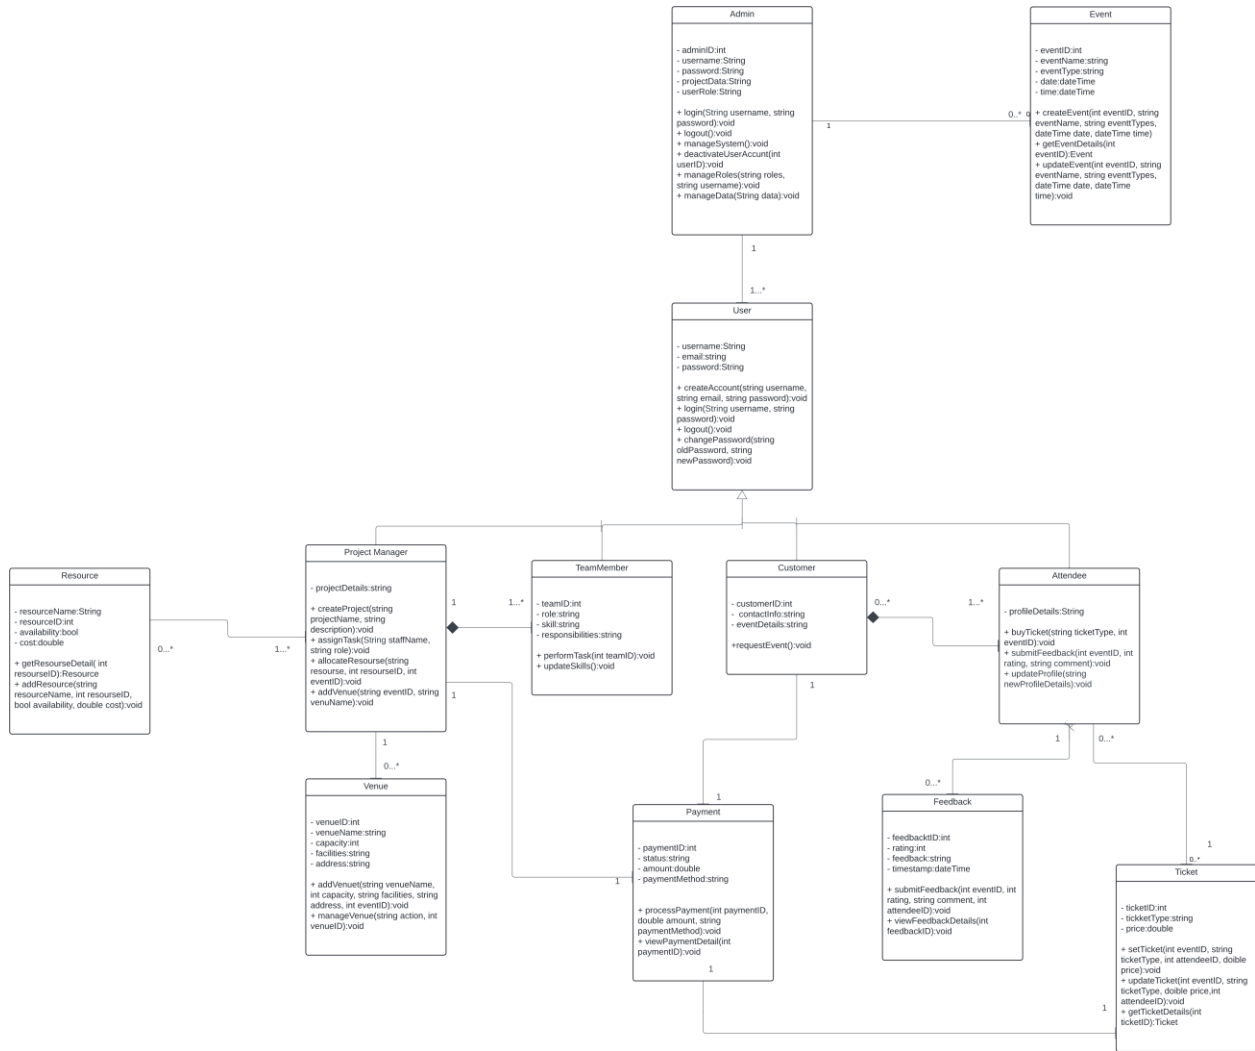 Admin
- adminID:int
- username:String
- password:String
- projectData:String
- userRole:String
+ login(String username, string
password):void
+ logout():void
+ manageSystem():void
+ deactivateUserAccunt(int
userID):void
+ manageRoles(string roles,
string username):void
+ manageData(String data):void
Event
- eventID:int
- eventName:string
- eventType:string
- date:dateTime
- time:dateTime
+ createEvent(int eventID, string
eventName, string eventtTypes,
dateTime date, dateTime time)
+ getEventDetails(int
eventID):Event
+ updateEvent(int eventID, string
eventName, string eventtTypes,
dateTime date, dateTime
time):void
1
0..*
1
1...*
User
- username:String
- email:string
- password:String
+ createAccount(string username,
string email, string password):void
+ login(String username, string
password):void
+ logout():void
+ changePassword(string
oldPassword, string
newPassword):void
Resource
- resourceName:String
- resourceID:int
- availability:bool
- cost:double
+ getResourseDetail( int
resourseID):Resource
+ addResource(string
resourceName, int resourseID,
bool availability, double cost):void
0...*
1...*
Project Manager
- projectDetails:string
+ createProject(string
projectName, string
description):void
+ assignTask(String staffName,
string role):void
+ allocateResourse(string
resourse, int resourseID, int
eventID):void
+ addVenue(string eventID, string
venuName):void
1
1...*
1
TeamMember
- teamID:int
- role:string
- skill:string
- responsibilities:string
+ performTask(int teamID):void
+ updateSkills():void
Customer
- customerID:int
- contactInfo:string
- eventDetails:string
+requestEvent():void
0...*
1...*
1
Attendee
- profileDetails:String
+ buyTicket(string ticketType, int
eventID):void
+ submitFeedback(int eventID, int
rating, string comment):void
+ updateProfile(string
newProfileDetails):void
1
0...*
1
0...*
Venue
- venueID:int
- venueName:string
- capacity:int
- facilities:string
- address:string
+ addVenuet(string venueName,
int capacity, string facilities, string
address, int eventID):void
+ manageVenue(string action, int
venueID):void
1
1
Payment
- paymentID:int
- status:string
- amount:double
- paymentMethod:string
+ processPayment(int paymentID,
double amount, string
paymentMethod):void
+ viewPaymentDetail(int
paymentID):void
1
0...*
Feedback
- feedbacktID:int
- rating:int
- feedback:string
- timestamp:dateTime
+ submitFeedback(int eventID, int
rating, string comment, int
attendeeID):void
+ viewFeedbackDetails(int
feedbackID):void
1
0..*
Ticket
- ticketID:int
- tickketType:string
- price:double
+ setTicket(int eventID, string
ticketType, int attendeeID, doible
price):void
+ updateTicket(int eventID, string
ticketType, doible price,int
attendeeID):void
+ getTicketDetails(int
ticketID):Ticket
1